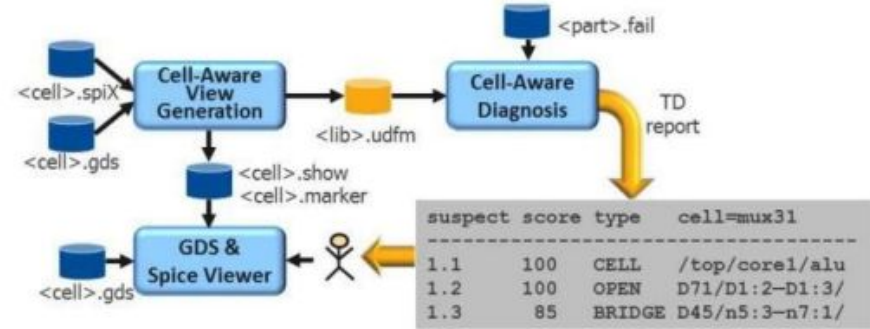 <part>.fail
<cell>.spiX
Cell-Aware
View
Generation
Cell-Aware
Diagnosis
TD
report
<lib>.udfm
<cell>.gds
<cell>.show
<cell>.marker
suspect score type cell=mux31
----------------------------------
1.1 100 CELL /top/core1/alu
1.2 100 OPEN D71/D1:2—D1:3/
1.3 85 BRIDGE D45/n5:3—n7:1/
GDS &
Spice Viewer
<cell>.gds